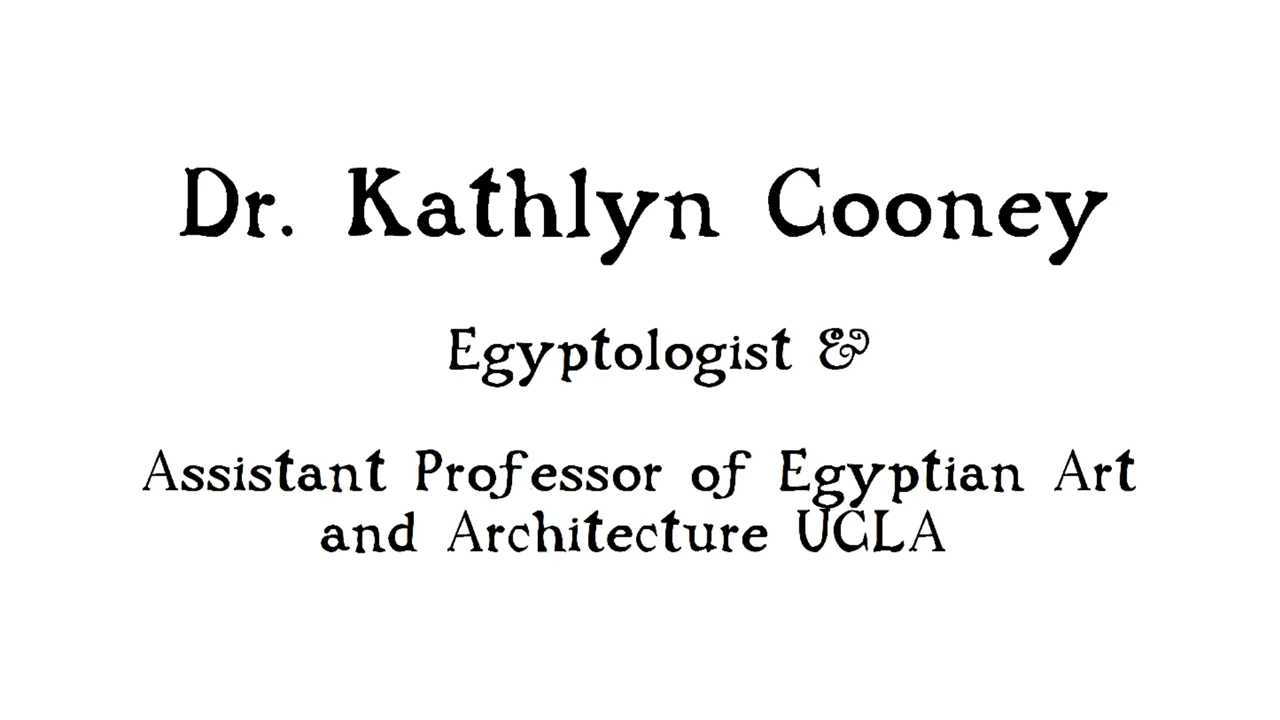 Dr. Kathlyn Cooney
Egyptologist &
Assistant Professor of Egyptian Art
and Architecture UCLA